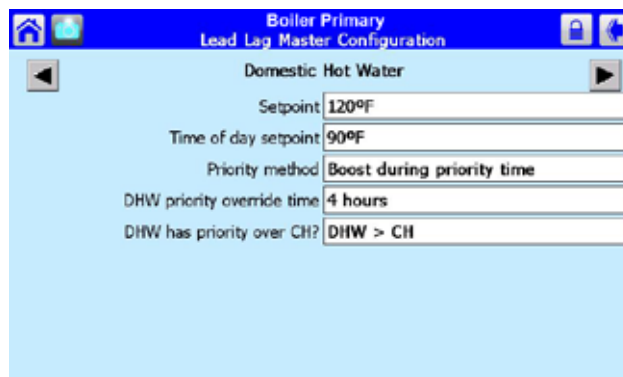 Boiler Primary
Lead Lag Master Configuration
Domestic Hot Water
Setpoint 120ºF
Time of day setpoint 90ºF
Priority method Boost during priority time
DHW priority override time 4 hours
DHW has priority over CH? DHW > CH